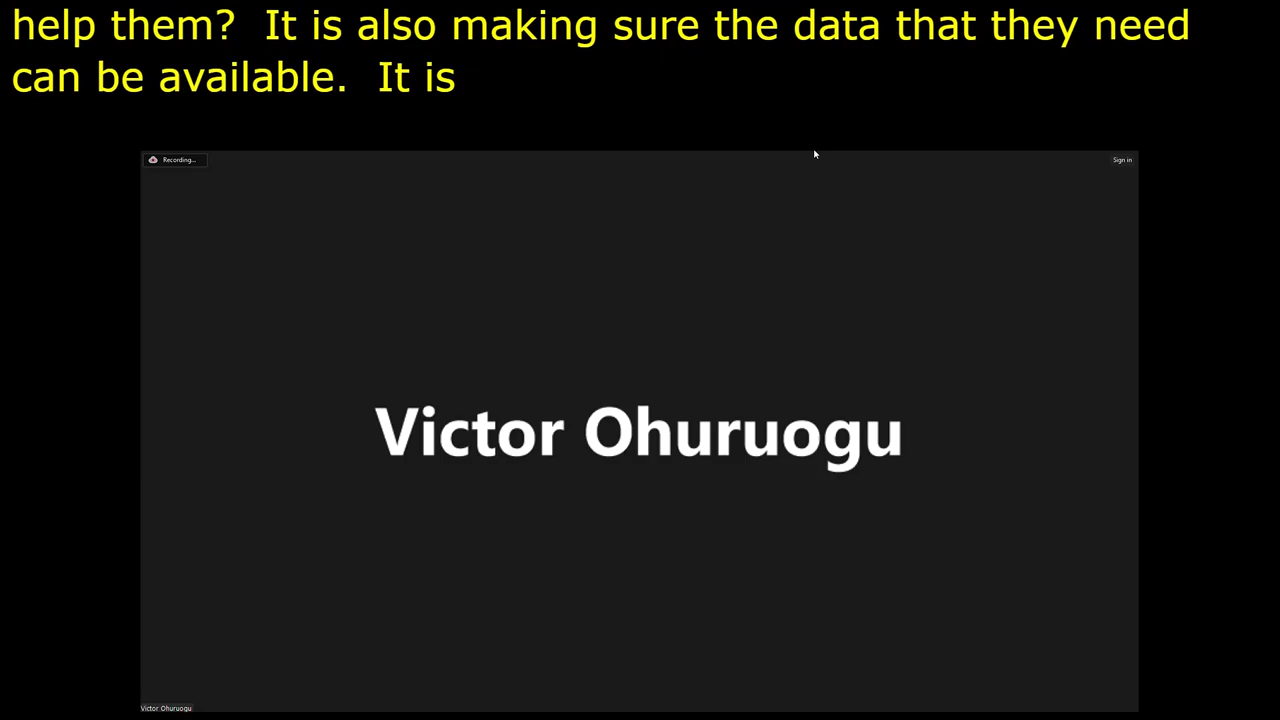 help them?  It is also making sure the data that they need
can be available.  It is
Recording...
Sign in
Victor Ohuruogu
Victor Ohuruogu